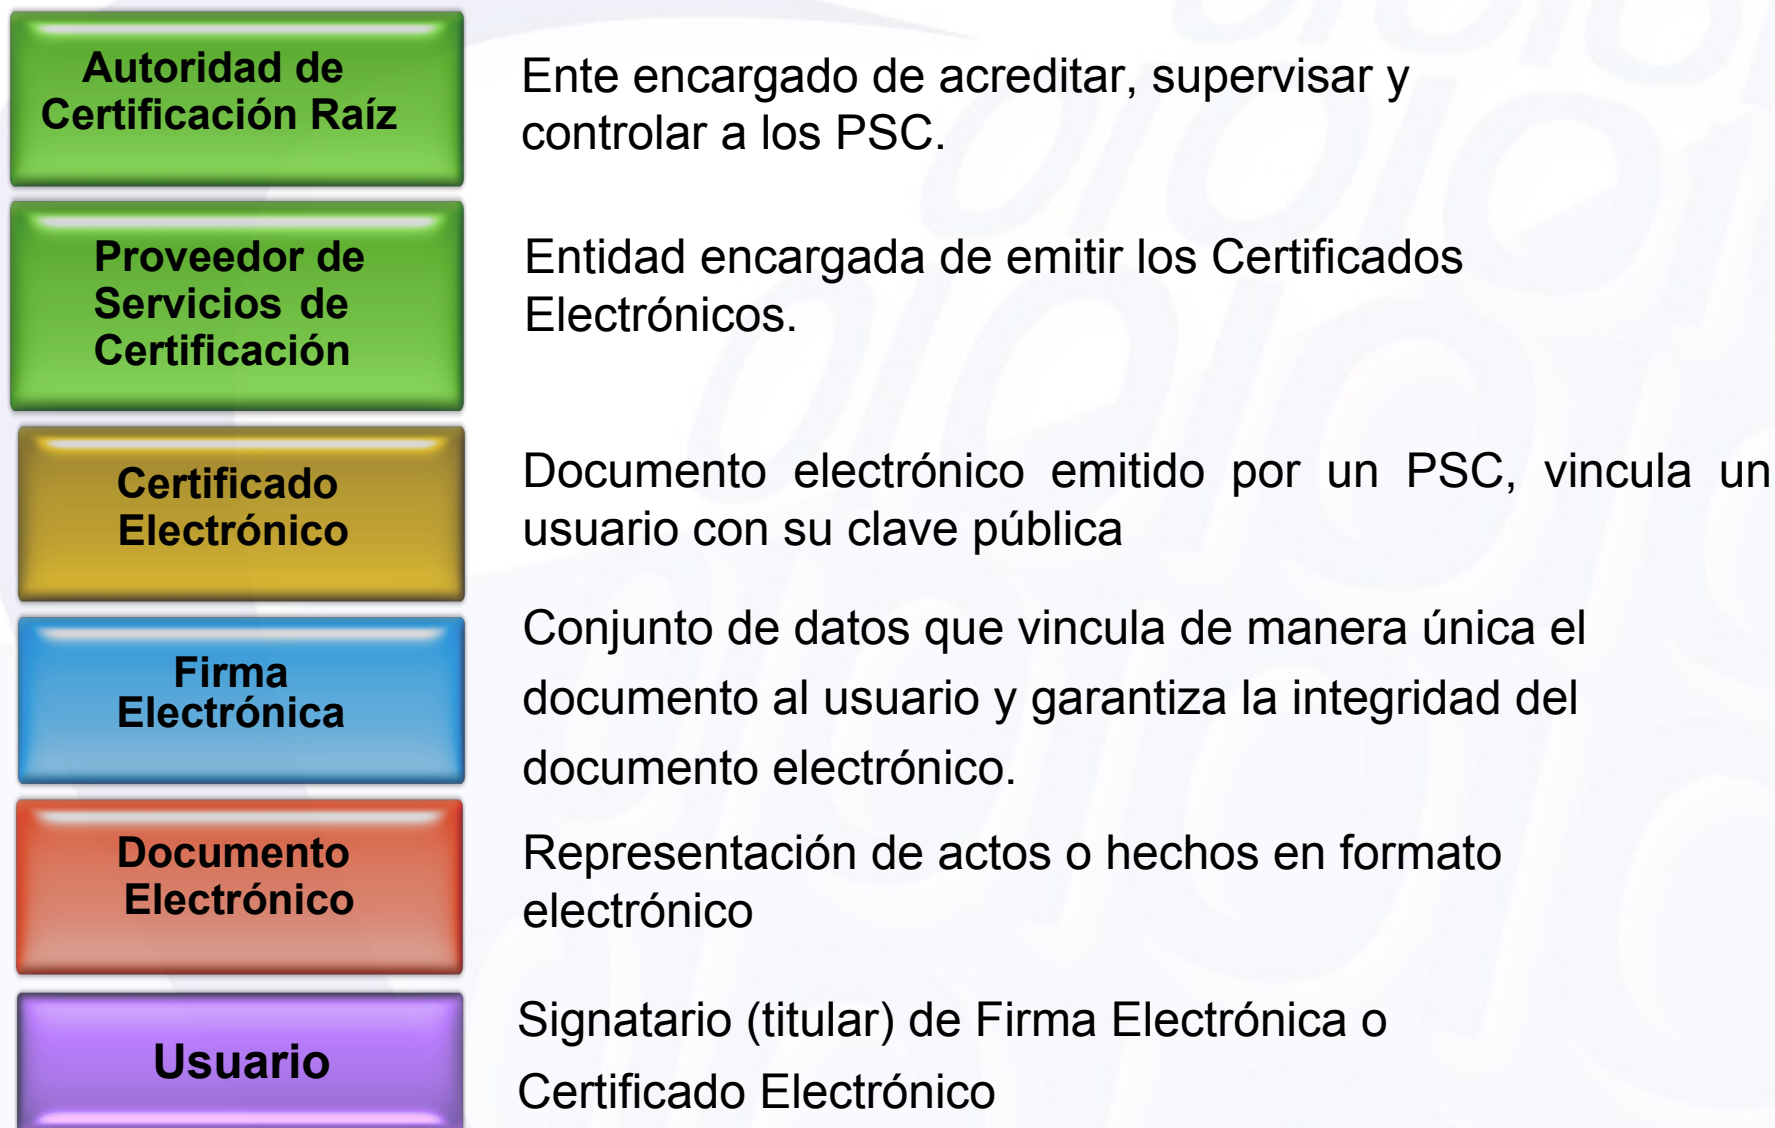 Autoridad de
Certificación Raíz
Ente encargado de acreditar, supervisar y
controlar a los PSC.
Proveedor de
Servicios de
Certificación
Entidad encargada de emitir los Certificados
Electrónicos.
Certificado
Electrónico
Documento electrónico emitido por un PSC, vincula un
usuario con su clave pública
Firma
Electrónica
Conjunto de datos que vincula de manera única el
documento al usuario y garantiza la integridad del
documento electrónico.
Documento
Electrónico
Representación de actos o hechos en formato
electrónico
Usuario
Signatario (titular) de Firma Electrónica o
Certificado Electrónico